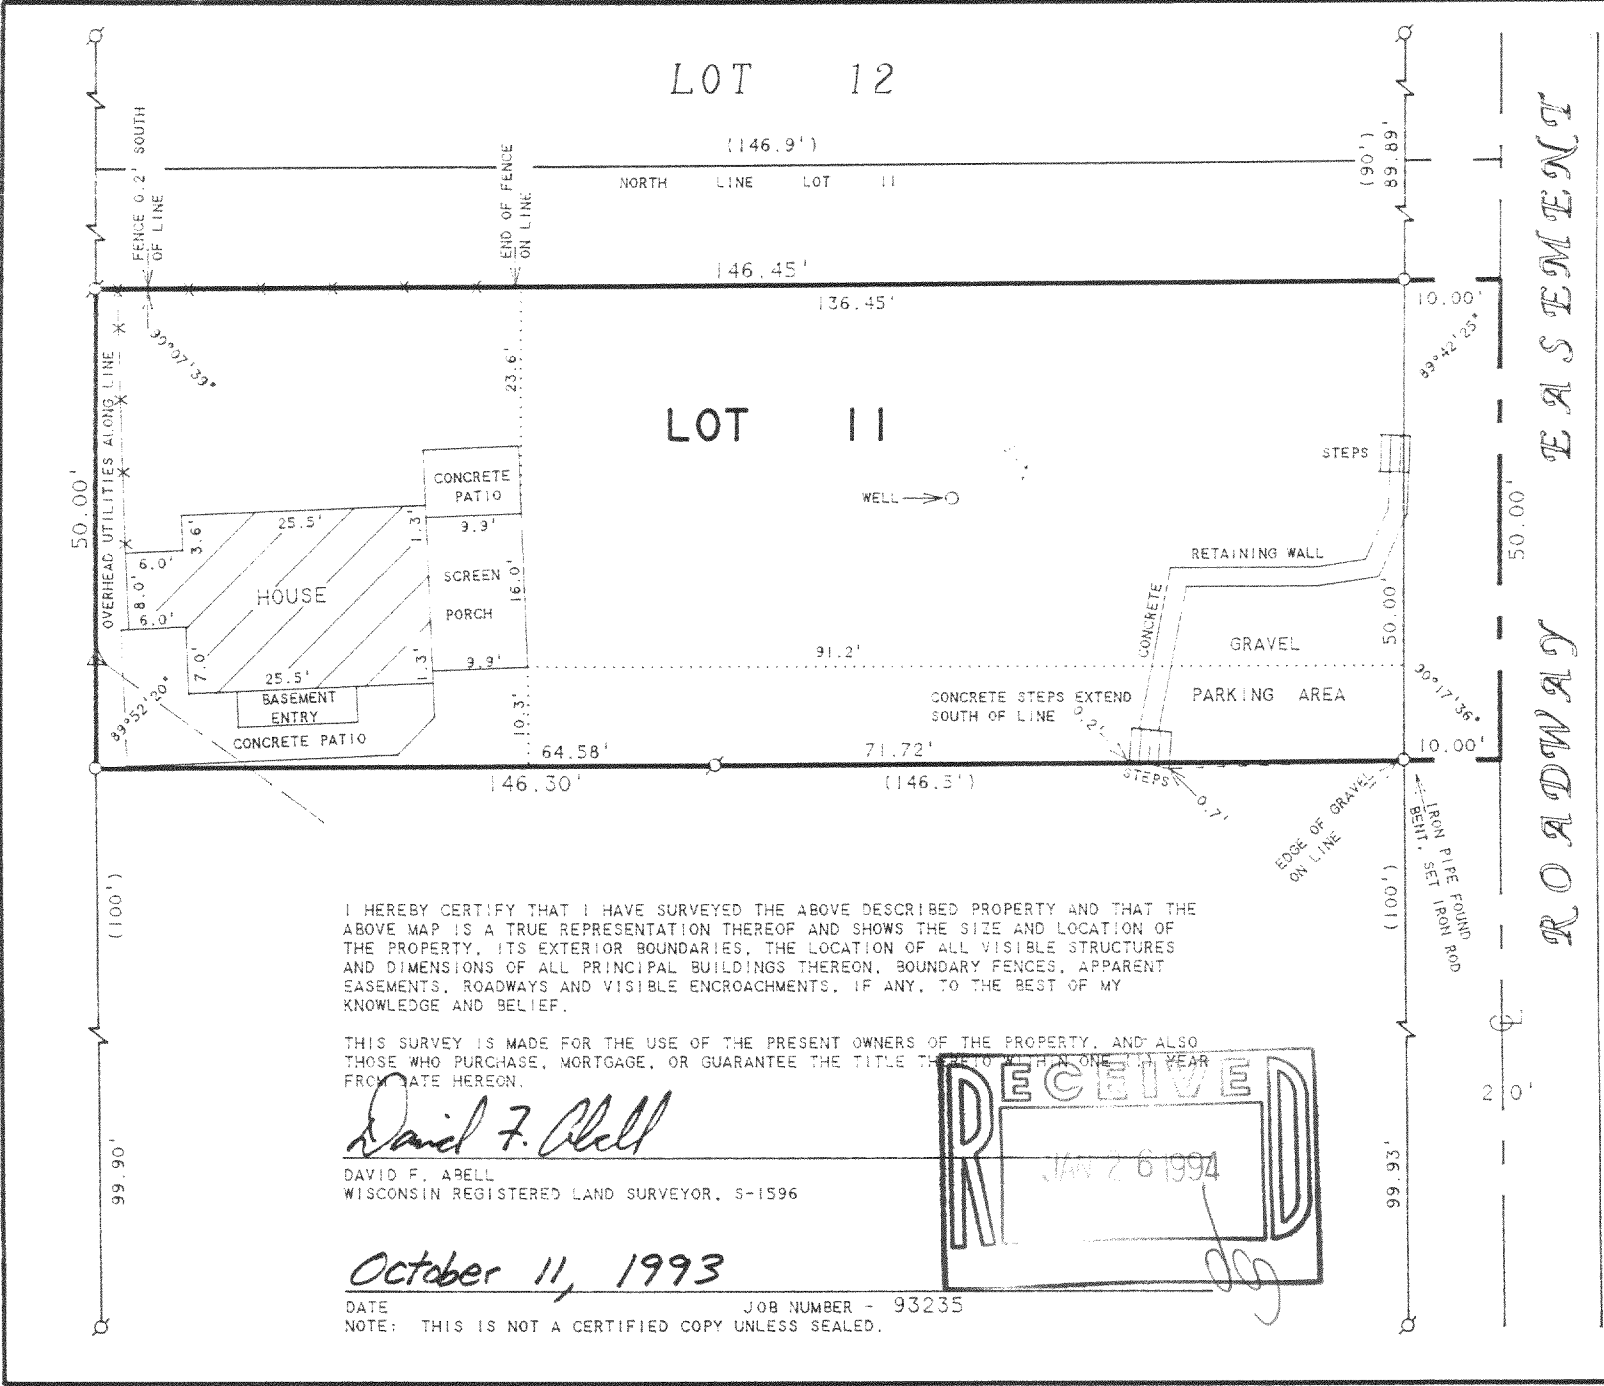 LOT 12
(146.9')
NORTH LINE LOT 11
FENCE 0.2' SOUTH
OF LINE
END OF FENCE
ON LINE
(90')
89.89'
146.45'
136.45'
10.00'
90°07'39"
89°42'25"
23.6'
LOT 11
OVERHEAD UTILITIES ALONG LINE
50.00'
CONCRETE
PATIO
WELL
STEPS
25.5'
3.6'
1.3'
9.9'
6.0'
8.0'
6.0'
HOUSE
SCREEN
PORCH
16.0'
RETAINING WALL
CONCRETE
GRAVEL
PARKING AREA
50.00'
50.00'
91.2'
7.0'
25.5'
1.3'
9.9'
10.3'
BASEMENT
ENTRY
CONCRETE PATIO
89°52'20"
90°17'36"
CONCRETE STEPS EXTEND
SOUTH OF LINE
0.2'
64.58'
71.72'
10.00'
146.30'
(146.3')
STEPS
0.7'
EDGE OF GRAVEL
ON LINE
IRON PIPE FOUND
BENT, SET IRON ROD
ROADWAY EASEMENT
(100')
(100')
99.90'
99.93'
20'
I HEREBY CERTIFY THAT I HAVE SURVEYED THE ABOVE DESCRIBED PROPERTY AND THAT THE
ABOVE MAP IS A TRUE REPRESENTATION THEREOF AND SHOWS THE SIZE AND LOCATION OF
THE PROPERTY, ITS EXTERIOR BOUNDARIES, THE LOCATION OF ALL VISIBLE STRUCTURES
AND DIMENSIONS OF ALL PRINCIPAL BUILDINGS THEREON, BOUNDARY FENCES, APPARENT
EASEMENTS, ROADWAYS AND VISIBLE ENCROACHMENTS, IF ANY, TO THE BEST OF MY
KNOWLEDGE AND BELIEF.
THIS SURVEY IS MADE FOR THE USE OF THE PRESENT OWNERS OF THE PROPERTY, AND ALSO
THOSE WHO PURCHASE, MORTGAGE, OR GUARANTEE THE TITLE THERETO WITHIN ONE (1) YEAR
FROM DATE HEREON.
David F. Abell
DAVID F. ABELL
WISCONSIN REGISTERED LAND SURVEYOR, S-1596
RECEIVED
JAN 26 1994
October 11, 1993
DATE JOB NUMBER - 93235
NOTE: THIS IS NOT A CERTIFIED COPY UNLESS SEALED.